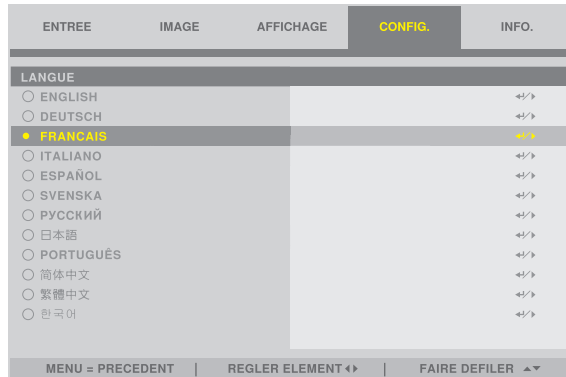 ENTREE IMAGE AFFICHAGE CONFIG. INFO.
LANGUE
ENGLISH
DEUTSCH
FRANCAIS
ITALIANO
ESPAÑOL
SVENSKA
РУССКИЙ
日本語
PORTUGUÊS
简体中文
繁體中文
한국어
MENU = PRECEDENT | REGLER ELEMENT | FAIRE DEFILER